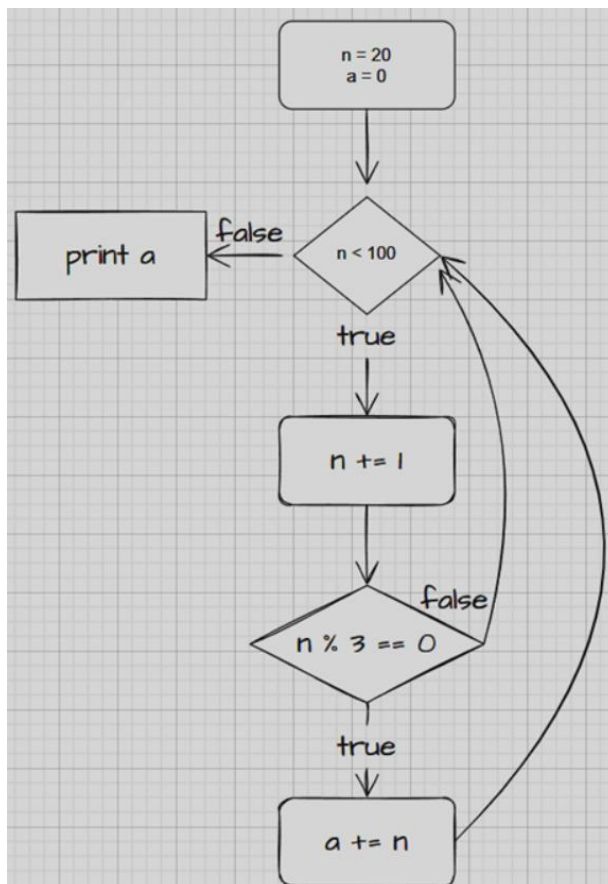 n = 20
a = 0
n < 100
false
print a
true
n += 1
false
n % 3 == 0
true
a += n